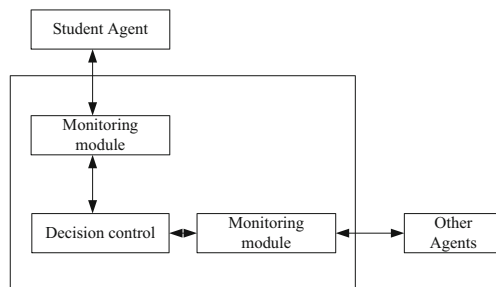 Student Agent
Monitoring
module
Decision control
Monitoring
module
Other
Agents